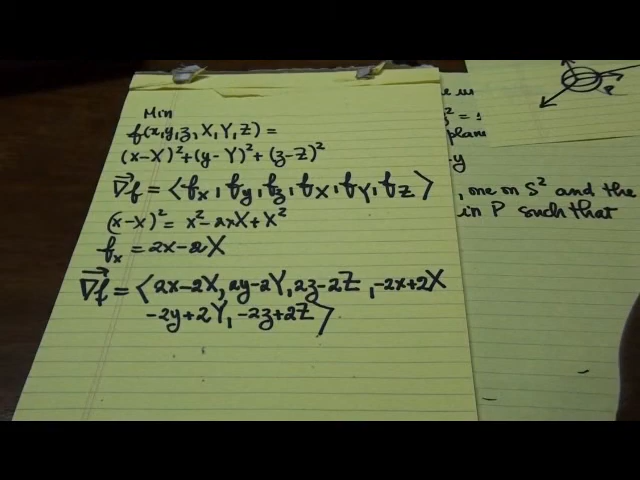 Min
f(x,y,z,X,Y,Z) =
(x-X)²+(y-Y)²+(z-Z)²
∇f = ⟨fx, fy, fz, fX, fY, fZ⟩
(x-X)² = x²-2xX+X²
fx = 2x-2X
∇f = ⟨2x-2X, 2y-2Y, 2z-2Z, -2x+2X
-2y+2Y, -2z+2Z⟩
P
-y
, one on S² and the
in P such that